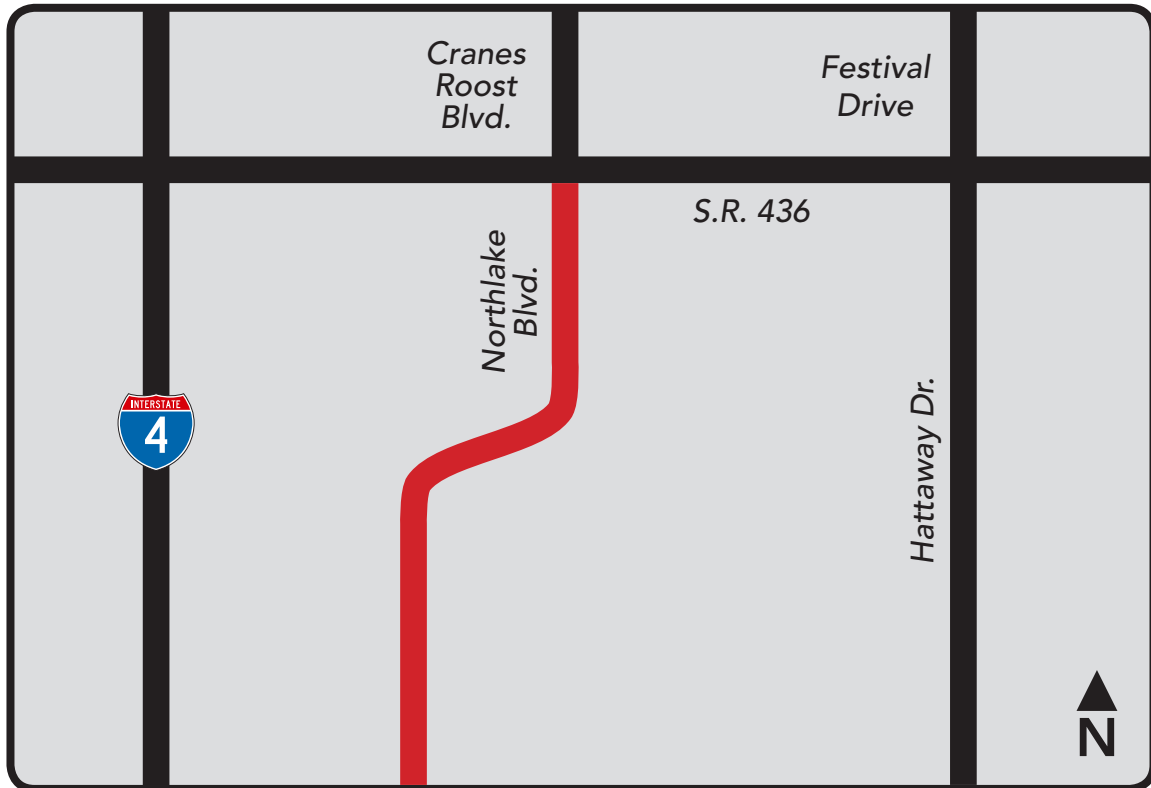 Cranes
Roost
Blvd.
Festival
Drive
S.R. 436
Northlake
Blvd.
INTERSTATE
4
Hattaway Dr.
N